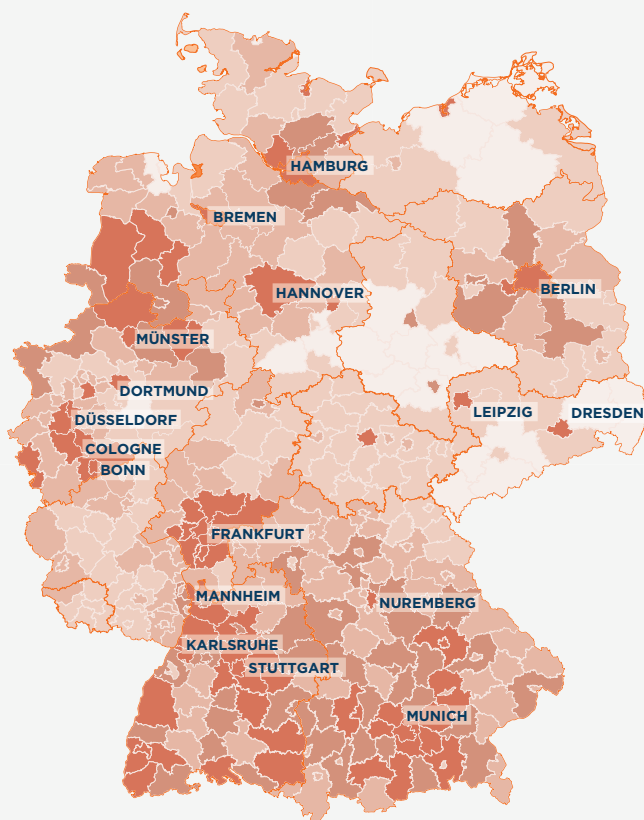 HAMBURG
BREMEN
HANNOVER
BERLIN
MÜNSTER
DORTMUND
LEIPZIG
DRESDEN
DÜSSELDORF
COLOGNE
BONN
FRANKFURT
MANNHEIM
NUREMBERG
KARLSRUHE
STUTTGART
MUNICH